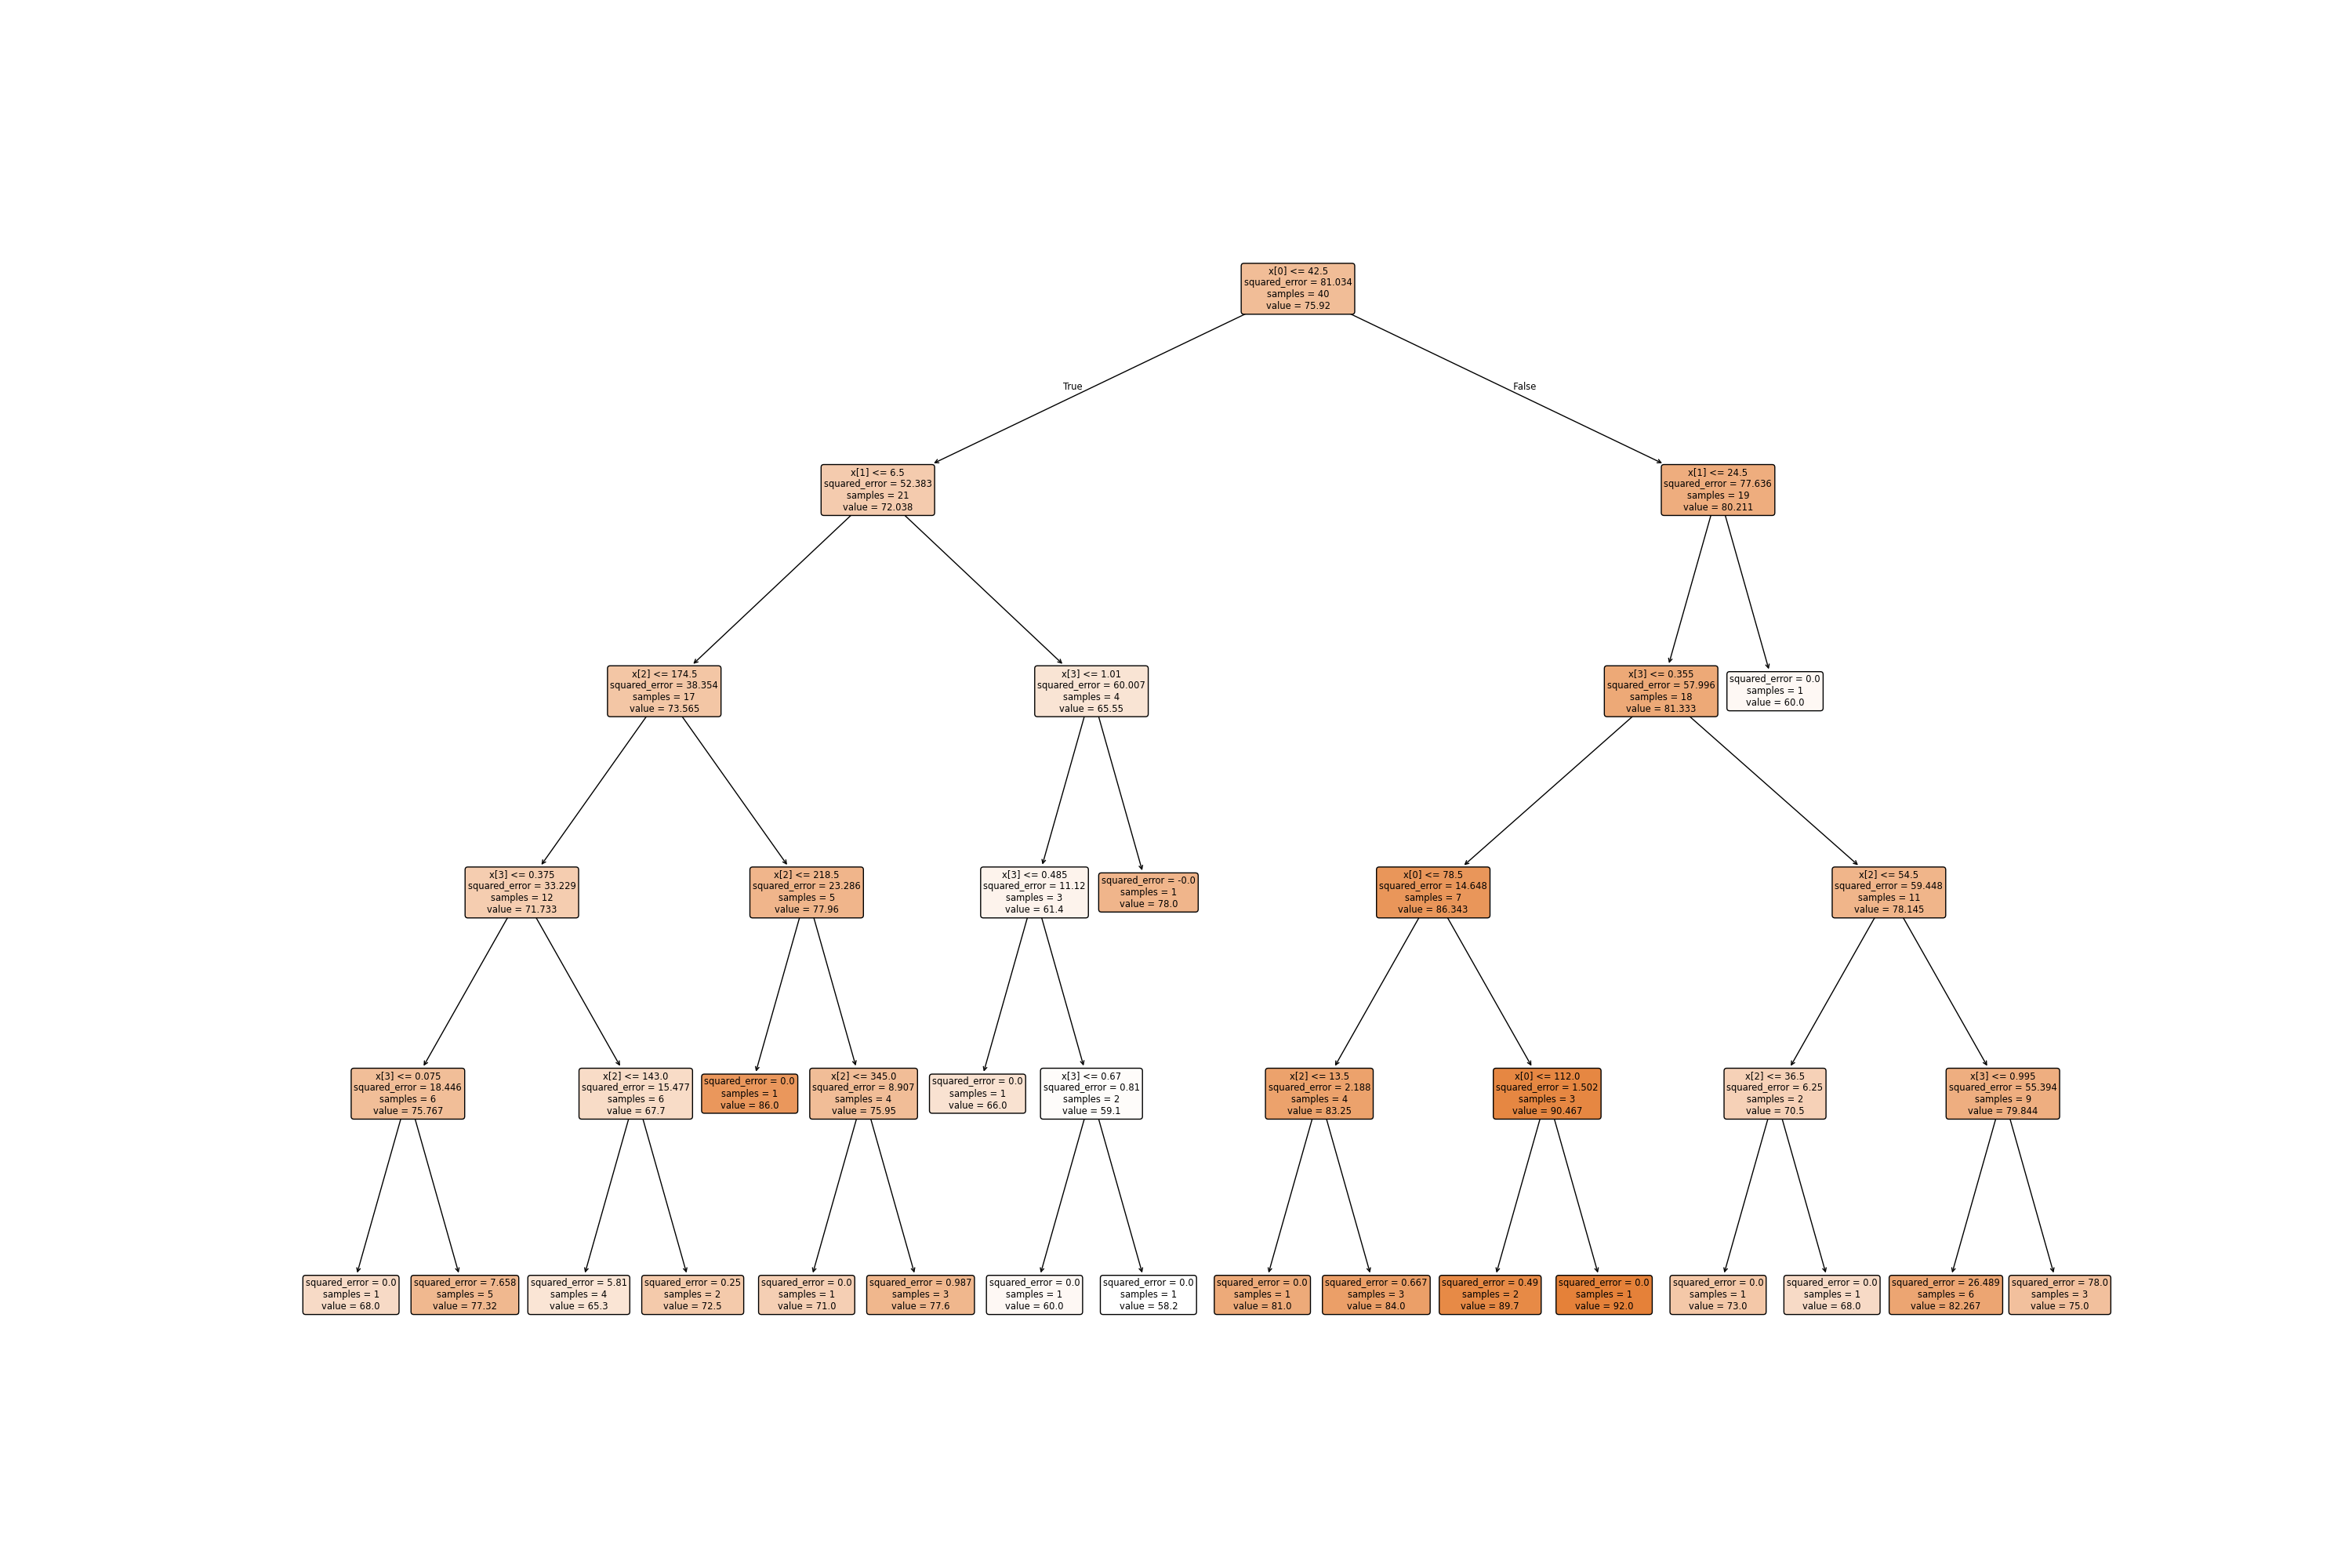 x[0] <= 42.5
squared_error = 81.034
samples = 40
value = 75.92
True
False
x[1] <= 6.5
squared_error = 52.383
samples = 21
value = 72.038
x[1] <= 24.5
squared_error = 77.636
samples = 19
value = 80.211
x[2] <= 174.5
squared_error = 38.354
samples = 17
value = 73.565
x[3] <= 1.01
squared_error = 60.007
samples = 4
value = 65.55
x[3] <= 0.355
squared_error = 57.996
samples = 18
value = 81.333
squared_error = 0.0
samples = 1
value = 60.0
x[3] <= 0.375
squared_error = 33.229
samples = 12
value = 71.733
x[2] <= 218.5
squared_error = 23.286
samples = 5
value = 77.96
x[3] <= 0.485
squared_error = 11.12
samples = 3
value = 61.4
squared_error = -0.0
samples = 1
value = 78.0
x[0] <= 78.5
squared_error = 14.648
samples = 7
value = 86.343
x[2] <= 54.5
squared_error = 59.448
samples = 11
value = 78.145
x[3] <= 0.075
squared_error = 18.446
samples = 6
value = 75.767
x[2] <= 143.0
squared_error = 15.477
samples = 6
value = 67.7
squared_error = 0.0
samples = 1
value = 86.0
x[2] <= 345.0
squared_error = 8.907
samples = 4
value = 75.95
squared_error = 0.0
samples = 1
value = 66.0
x[3] <= 0.67
squared_error = 0.81
samples = 2
value = 59.1
x[2] <= 13.5
squared_error = 2.188
samples = 4
value = 83.25
x[0] <= 112.0
squared_error = 1.502
samples = 3
value = 90.467
x[2] <= 36.5
squared_error = 6.25
samples = 2
value = 70.5
x[3] <= 0.995
squared_error = 55.394
samples = 9
value = 79.844
squared_error = 0.0
samples = 1
value = 68.0
squared_error = 7.658
samples = 5
value = 77.32
squared_error = 5.81
samples = 4
value = 65.3
squared_error = 0.25
samples = 2
value = 72.5
squared_error = 0.0
samples = 1
value = 71.0
squared_error = 0.987
samples = 3
value = 77.6
squared_error = 0.0
samples = 1
value = 60.0
squared_error = 0.0
samples = 1
value = 58.2
squared_error = 0.0
samples = 1
value = 81.0
squared_error = 0.667
samples = 3
value = 84.0
squared_error = 0.49
samples = 2
value = 89.7
squared_error = 0.0
samples = 1
value = 92.0
squared_error = 0.0
samples = 1
value = 73.0
squared_error = 0.0
samples = 1
value = 68.0
squared_error = 26.489
samples = 6
value = 82.267
squared_error = 78.0
samples = 3
value = 75.0